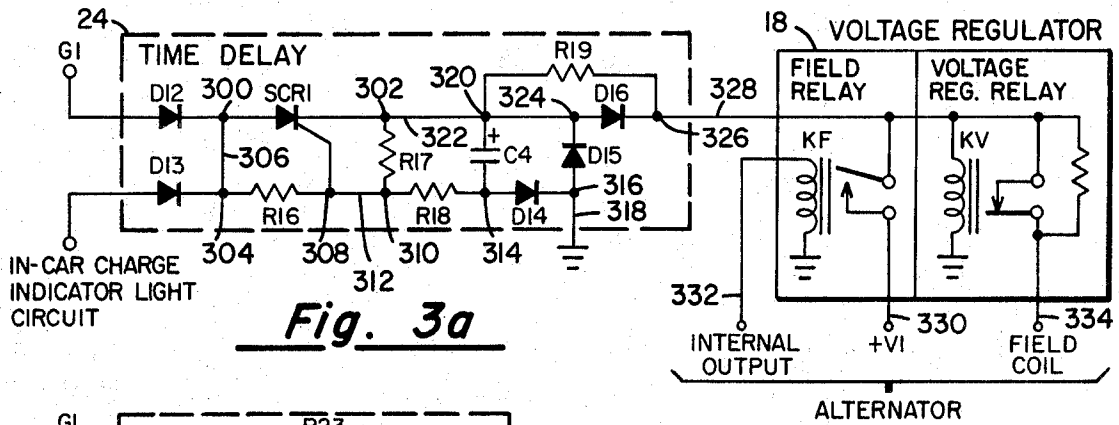 24
18
VOLTAGE REGULATOR
G1
TIME DELAY
R19
FIELD
RELAY
VOLTAGE
REG. RELAY
D12
300
SCR1
302
320
324
D16
328
322
326
306
R17
+
C4
D15
KF
KV
D13
316
R16
R18
D14
318
304
308
310
314
312
IN-CAR CHARGE
INDICATOR LIGHT
CIRCUIT
332
330
334
Fig. 3a
INTERNAL
OUTPUT
+V1
FIELD
COIL
ALTERNATOR
G1
R23